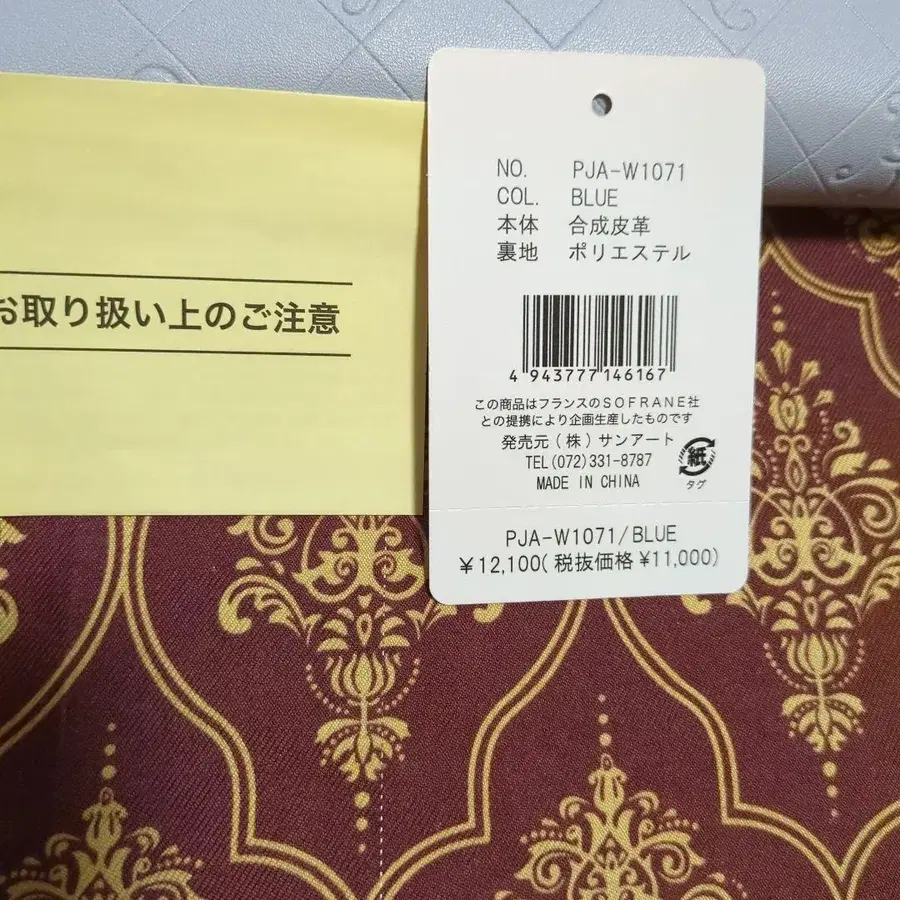 お取り扱い上のご注意
NO. PJA-W1071
COL. BLUE
本体 合成皮革
裏地 ポリエステル
4 943777 146167
この商品はフランスのSOFRANE社
との提携により企画生産したものです
発売元(株)サンアート
TEL(072)331-8787
MADE IN CHINA
紙
タグ
PJA-W1071/BLUE
¥12,100(税抜価格 ¥11,000)